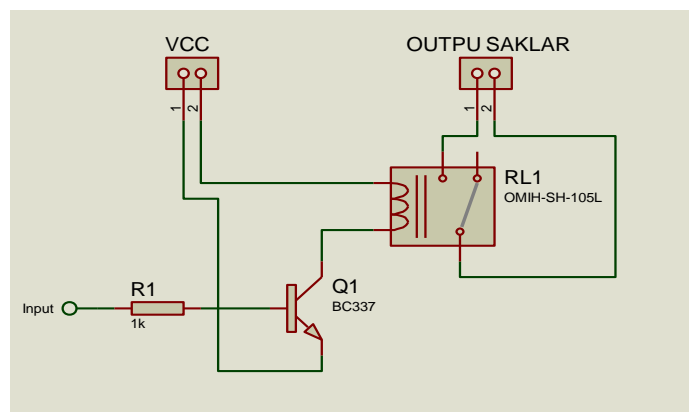 VCC
OUTPU SAKLAR
1
2
1
2
RL1
OMIH-SH-105L
Q1
BC337
R1
Input
1k